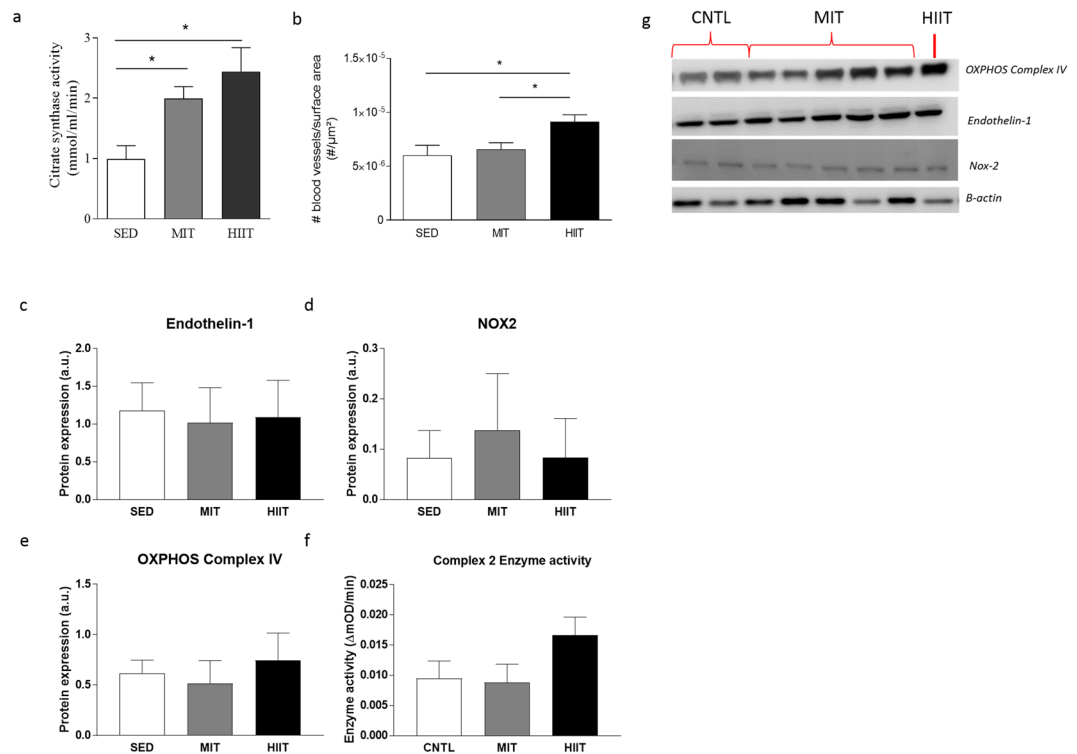 a
Citrate synthase activity
(mmol/ml/min)
3
2
1
0
*
*
SED MIT HIIT
b
# blood vessels/surface area
(#/µm²)
1.5×10⁻⁵
1×10⁻⁵
5×10⁻⁶
0
*
*
SED MIT HIIT
g
CNTL MIT HIIT
OXPHOS Complex IV
Endothelin-1
Nox-2
B-actin
c
Endothelin-1
Protein expression (a.u.)
2.0
1.5
1.0
0.5
0.0
SED MIT HIIT
d
NOX2
Protein expression (a.u.)
0.3
0.2
0.1
0.0
SED MIT HIIT
e
OXPHOS Complex IV
Protein expression (a.u.)
1.5
1.0
0.5
0.0
SED MIT HIIT
f
Complex 2 Enzyme activity
Enzyme activity (ΔmOD/min)
0.025
0.020
0.015
0.010
0.005
0.000
CNTL MIT HIIT